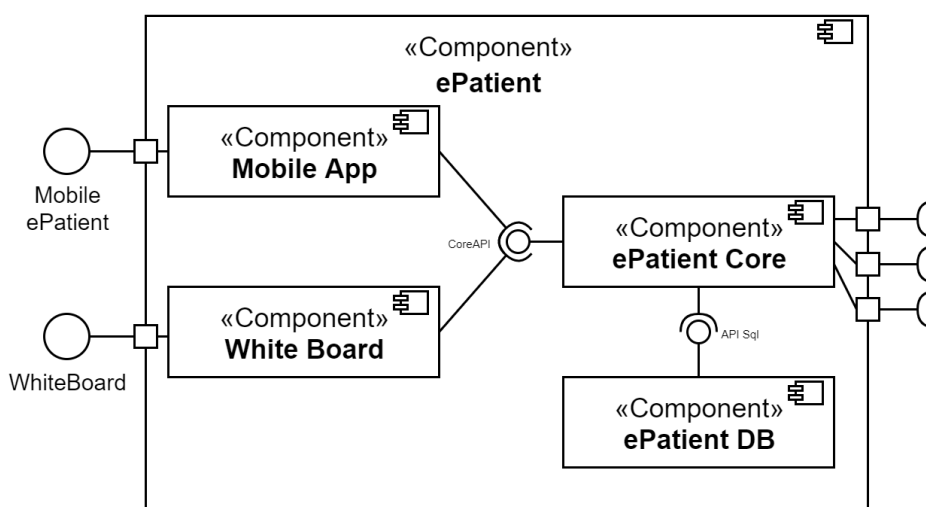 «Component»
ePatient
«Component»
Mobile App
Mobile
ePatient
«Component»
ePatient Core
CoreAPI
«Component»
White Board
WhiteBoard
API Sql
«Component»
ePatient DB